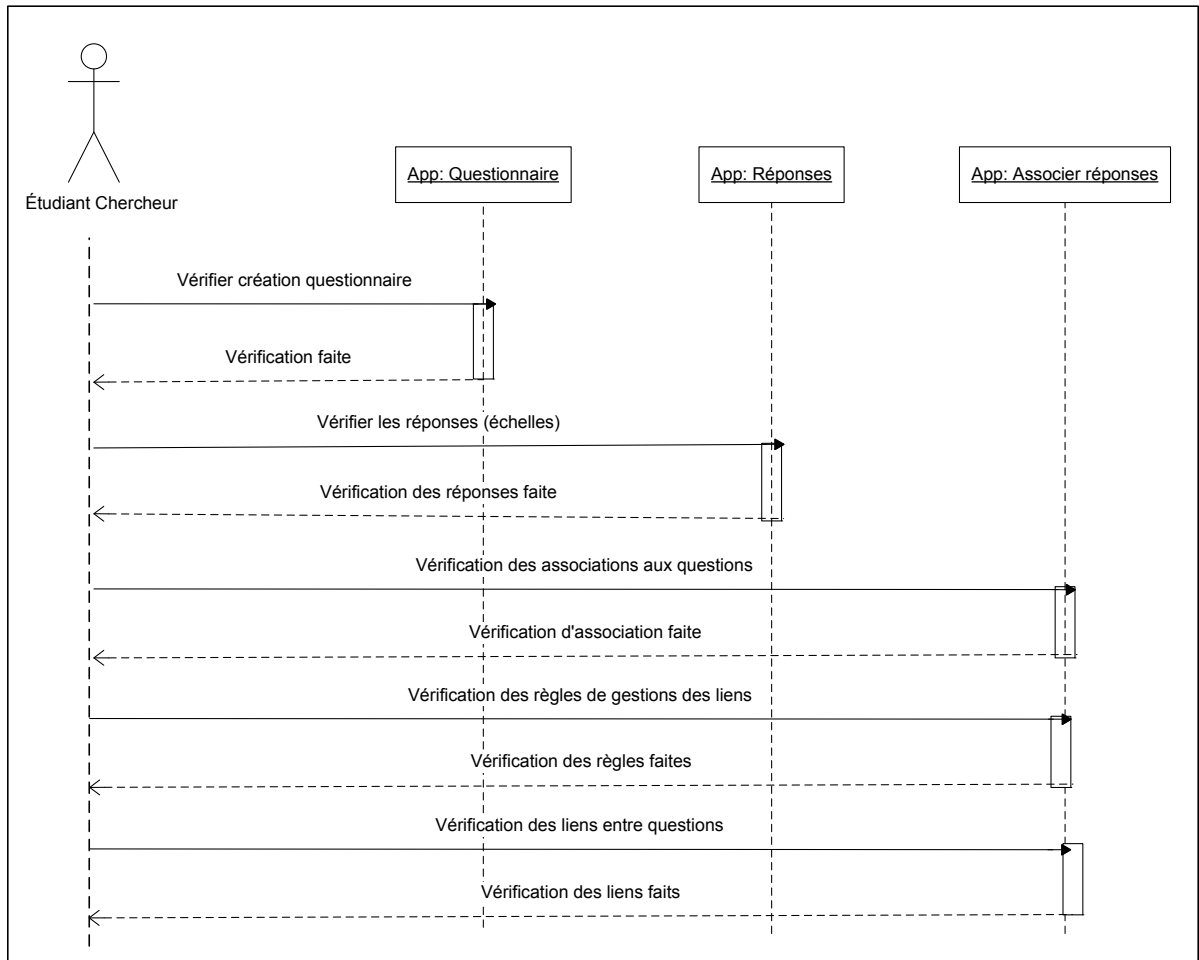 Étudiant Chercheur
App: Questionnaire
App: Réponses
App: Associer réponses
Vérifier création questionnaire
Vérification faite
Vérifier les réponses (échelles)
Vérification des réponses faite
Vérification des associations aux questions
Vérification d'association faite
Vérification des règles de gestions des liens
Vérification des règles faites
Vérification des liens entre questions
Vérification des liens faits